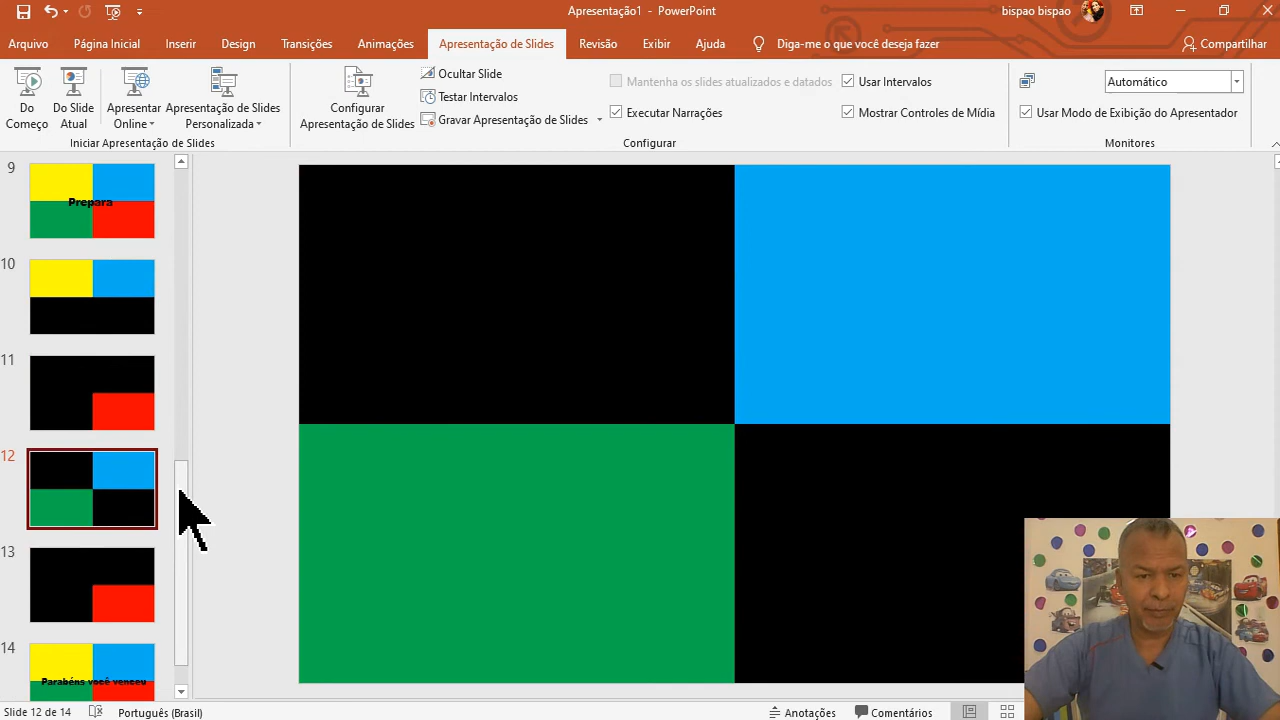 Apresentação1 - PowerPoint
bispao bispao
Arquivo
Página Inicial
Inserir
Design
Transições
Animações
Apresentação de Slides
Revisão
Exibir
Ajuda
Diga-me o que você deseja fazer
Compartilhar
Do
Começo
Do Slide
Atual
Apresentar
Online
Apresentação de Slides
Personalizada
Iniciar Apresentação de Slides
Configurar
Apresentação de Slides
Ocultar Slide
Testar Intervalos
Gravar Apresentação de Slides
Mantenha os slides atualizados e datados
Executar Narrações
Usar Intervalos
Mostrar Controles de Mídia
Configurar
Automático
Usar Modo de Exibição do Apresentador
Monitores
9
Prepara
10
11
12
13
14
Parabéns você venceu
Slide 12 de 14
Português (Brasil)
Anotações
Comentários